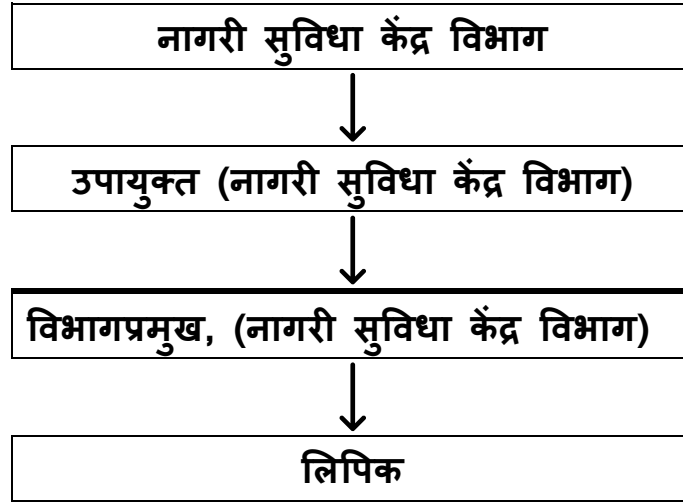 नागरी सुविधा केंद्र विभाग
उपायुक्त (नागरी सुविधा केंद्र विभाग)
विभागप्रमुख, (नागरी सुविधा केंद्र विभाग)
लिपिक